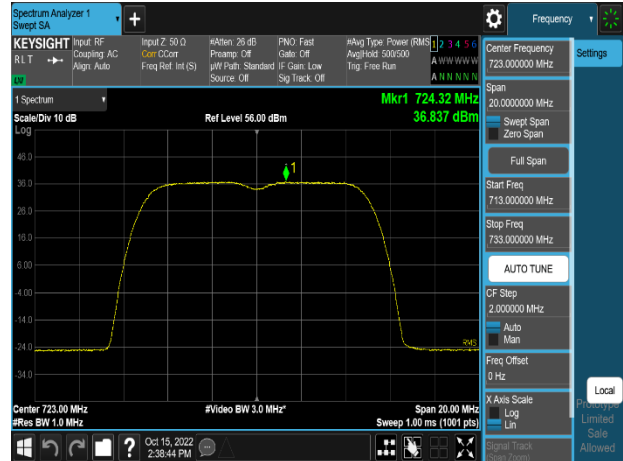 Spectrum Analyzer 1
Swept SA
Frequency
KEYSIGHT
RLT
LW
Input: RF
Coupling: AC
Align: Auto
Input Z: 50 Ω
Corr CCorr
Freq Ref: Int (S)
#Atten: 26 dB
Preamp: Off
µW Path: Standard
Source: Off
PNO: Fast
Gate: Off
IF Gain: Low
Sig Track: Off
#Avg Type: Power (RMS
Avg|Hold: 500/500
Trig: Free Run
1 2 3 4 5 6
A W W W W W
A N N N N N
1 Spectrum
Scale/Div 10 dB
Log
Ref Level 56.00 dBm
Mkr1 724.32 MHz
36.837 dBm
1
46.0
36.0
26.0
16.0
6.00
-4.00
-14.0
-24.0
-34.0
RMS
Center 723.00 MHz
#Res BW 1.0 MHz
#Video BW 3.0 MHz*
Span 20.00 MHz
Sweep 1.00 ms (1001 pts)
Center Frequency
723.000000 MHz
Span
20.0000000 MHz
Swept Span
Zero Span
Full Span
Start Freq
713.000000 MHz
Stop Freq
733.000000 MHz
AUTO TUNE
CF Step
2.000000 MHz
Auto
Man
Freq Offset
0 Hz
X Axis Scale
Log
Lin
Signal Track
(Span Zoom)
Settings
Local
Prototype
Limited
Sale
Allowed
?
Oct 15, 2022
2:38:44 PM